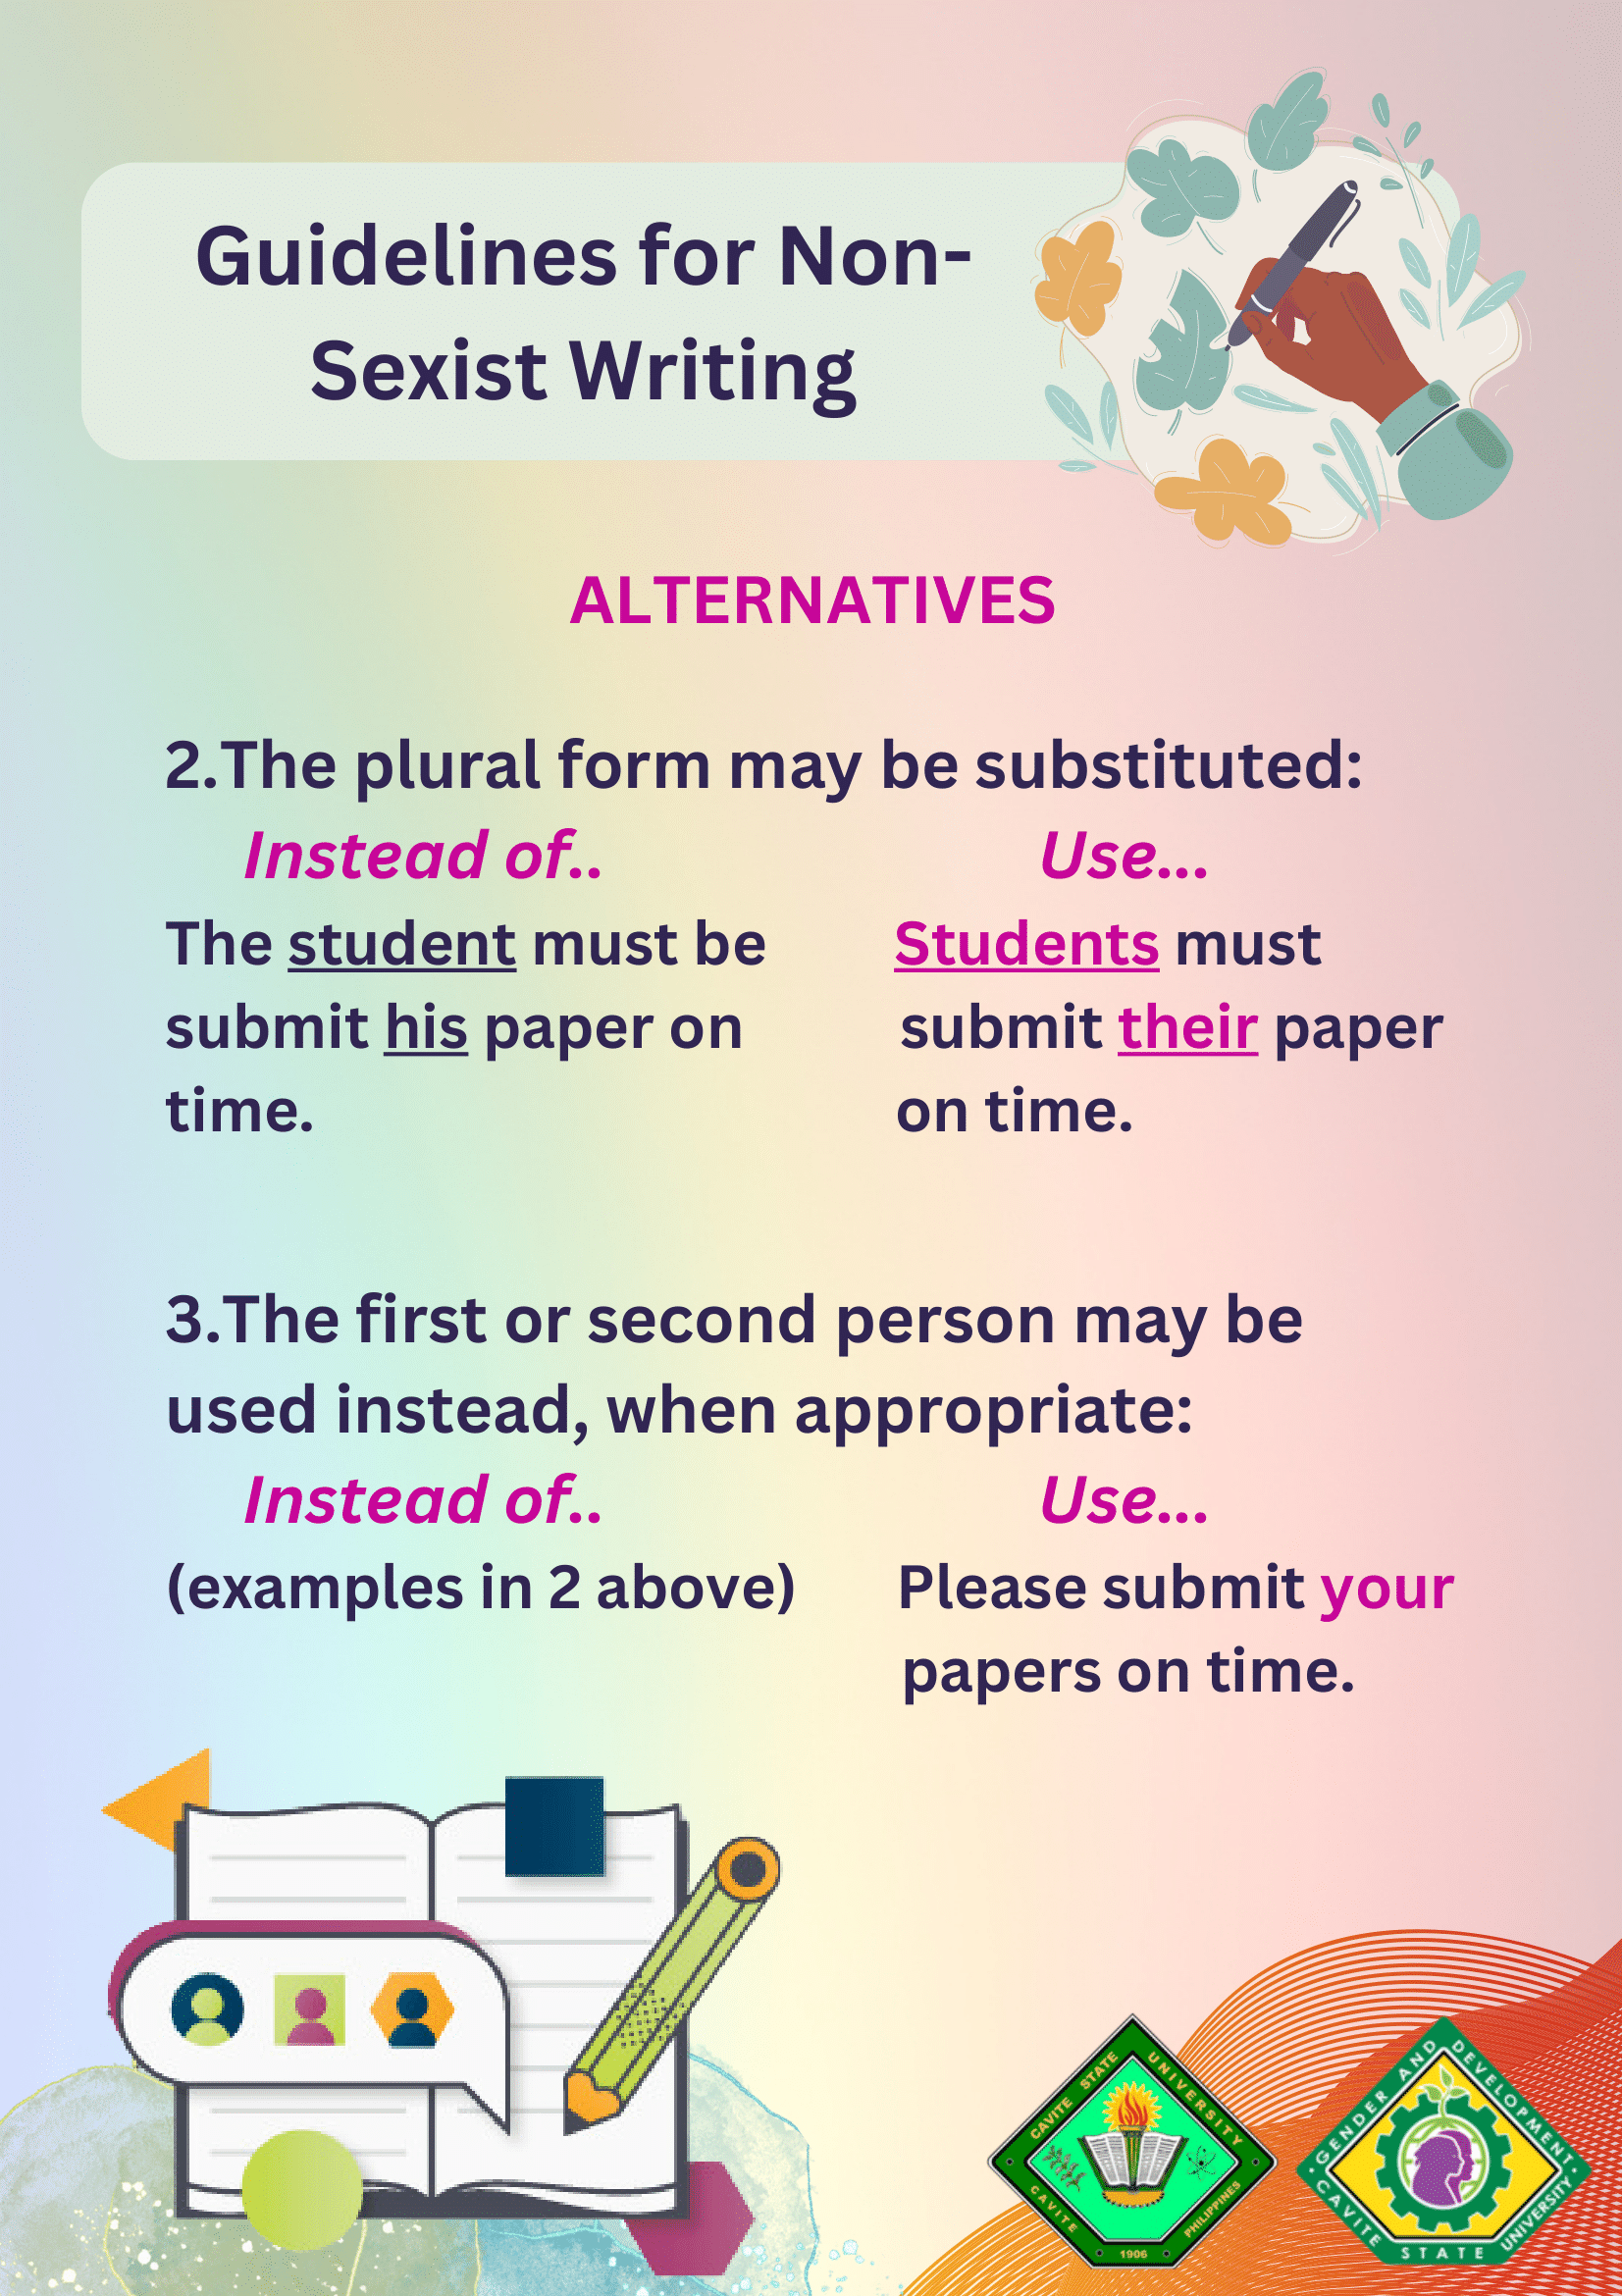 Guidelines for Non-
Sexist Writing
ALTERNATIVES
2.The plural form may be substituted:
Instead of..
Use...
The student must be
submit his paper on
time.
Students must
submit their paper
on time.
3.The first or second person may be
used instead, when appropriate:
Instead of..
Use...
(examples in 2 above)
Please submit your
papers on time.
CAVITE STATE UNIVERSITY
CAVITE
PHILIPPINES
1906
GENDER AND DEVELOPMENT
CAVITE STATE UNIVERSITY